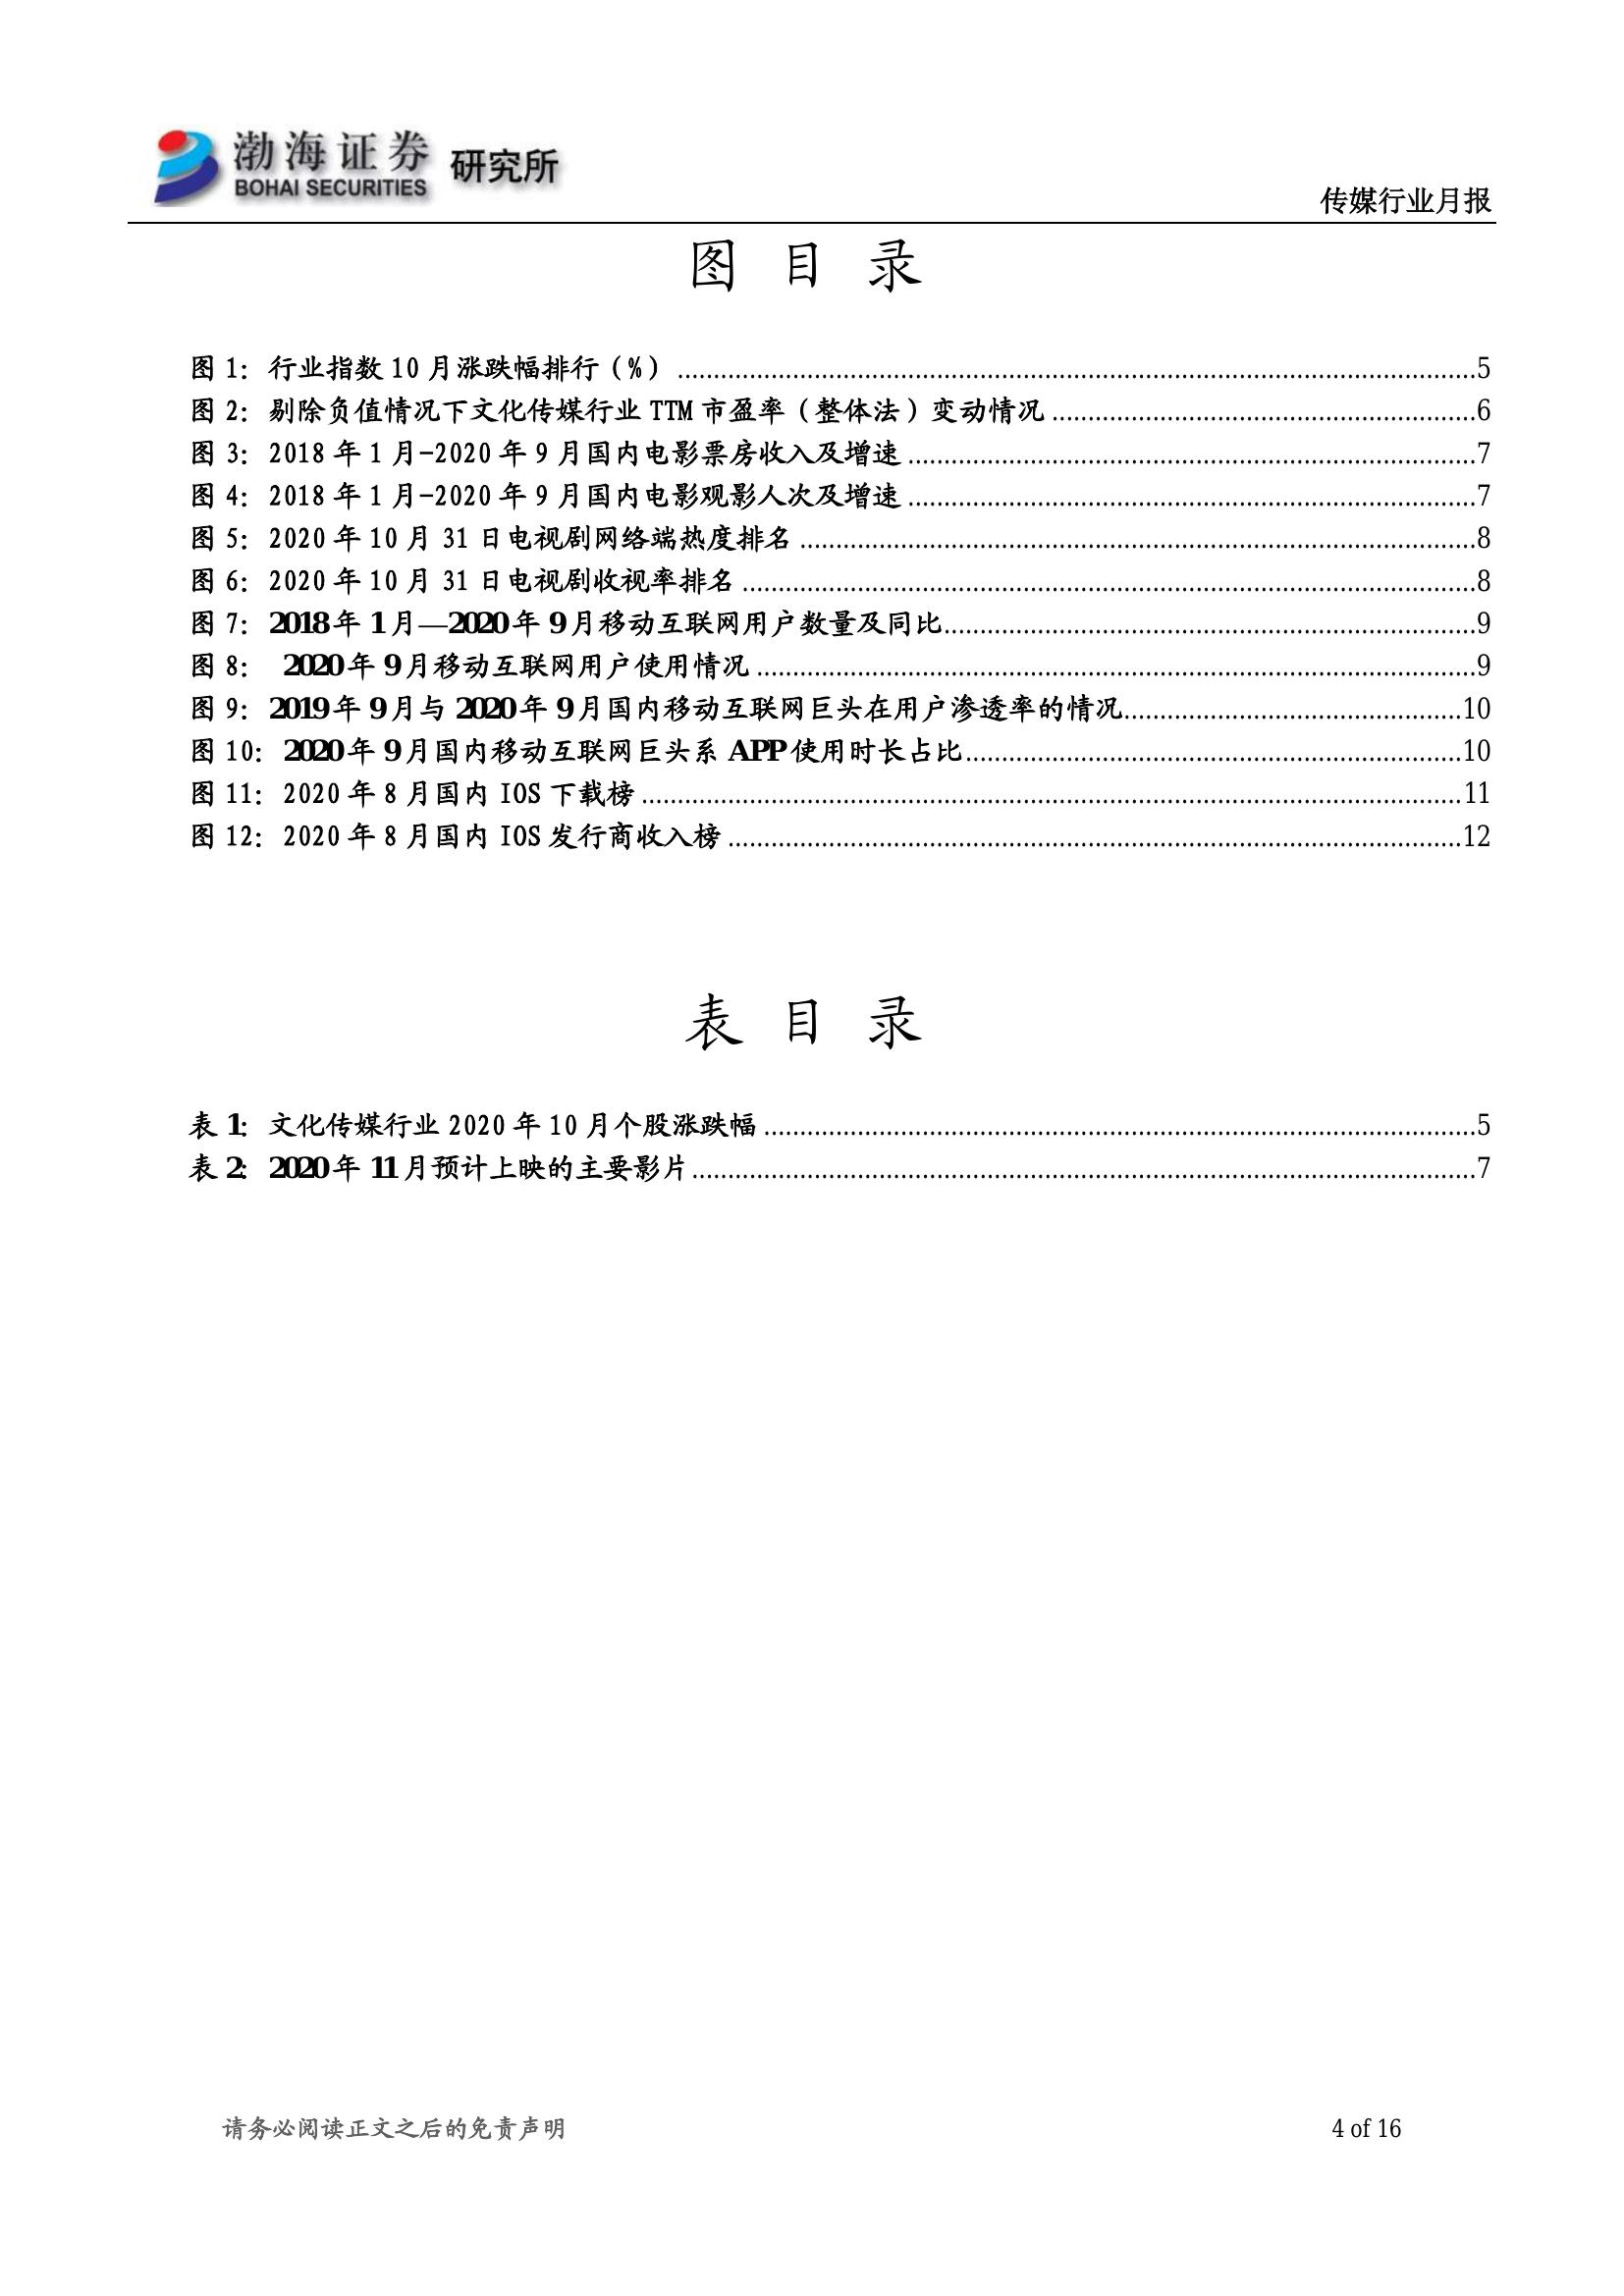 渤海证券 研究所
BOHAI SECURITIES
传媒行业月报
图 目 录
图 1：行业指数 10 月涨跌幅排行（%）........................5
图 2：剔除负值情况下文化传媒行业 TTM 市盈率（整体法）变动情况........................6
图 3：2018 年 1 月-2020 年 9 月国内电影票房收入及增速........................7
图 4：2018 年 1 月-2020 年 9 月国内电影观影人次及增速........................7
图 5：2020 年 10 月 31 日电视剧网络端热度排名........................8
图 6：2020 年 10 月 31 日电视剧收视率排名........................8
图 7：2018 年 1 月—2020 年 9 月移动互联网用户数量及同比........................9
图 8： 2020 年 9 月移动互联网用户使用情况........................9
图 9：2019 年 9 月与 2020 年 9 月国内移动互联网巨头在用户渗透率的情况........................10
图 10：2020 年 9 月国内移动互联网巨头系 APP 使用时长占比........................10
图 11：2020 年 8 月国内 IOS 下载榜........................11
图 12：2020 年 8 月国内 IOS 发行商收入榜........................12
表 目 录
表 1：文化传媒行业 2020 年 10 月个股涨跌幅........................5
表 2：2020 年 11 月预计上映的主要影片........................7
请务必阅读正文之后的免责声明 4 of 16